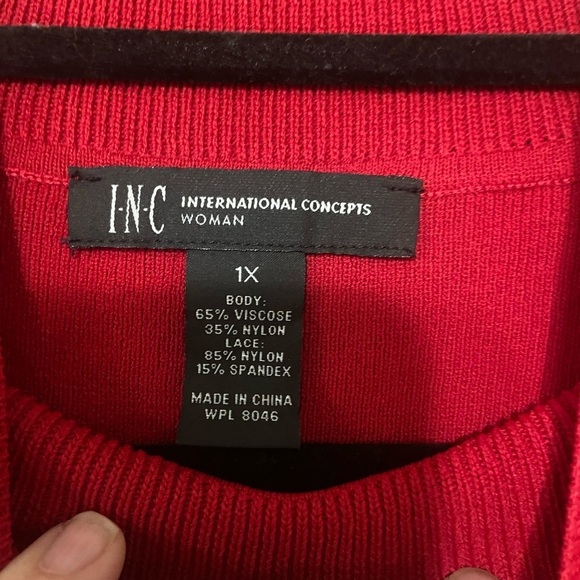 I·N·C INTERNATIONAL CONCEPTS
WOMAN
1X
BODY:
65% VISCOSE
35% NYLON
LACE:
85% NYLON
15% SPANDEX
MADE IN CHINA
WPL 8046